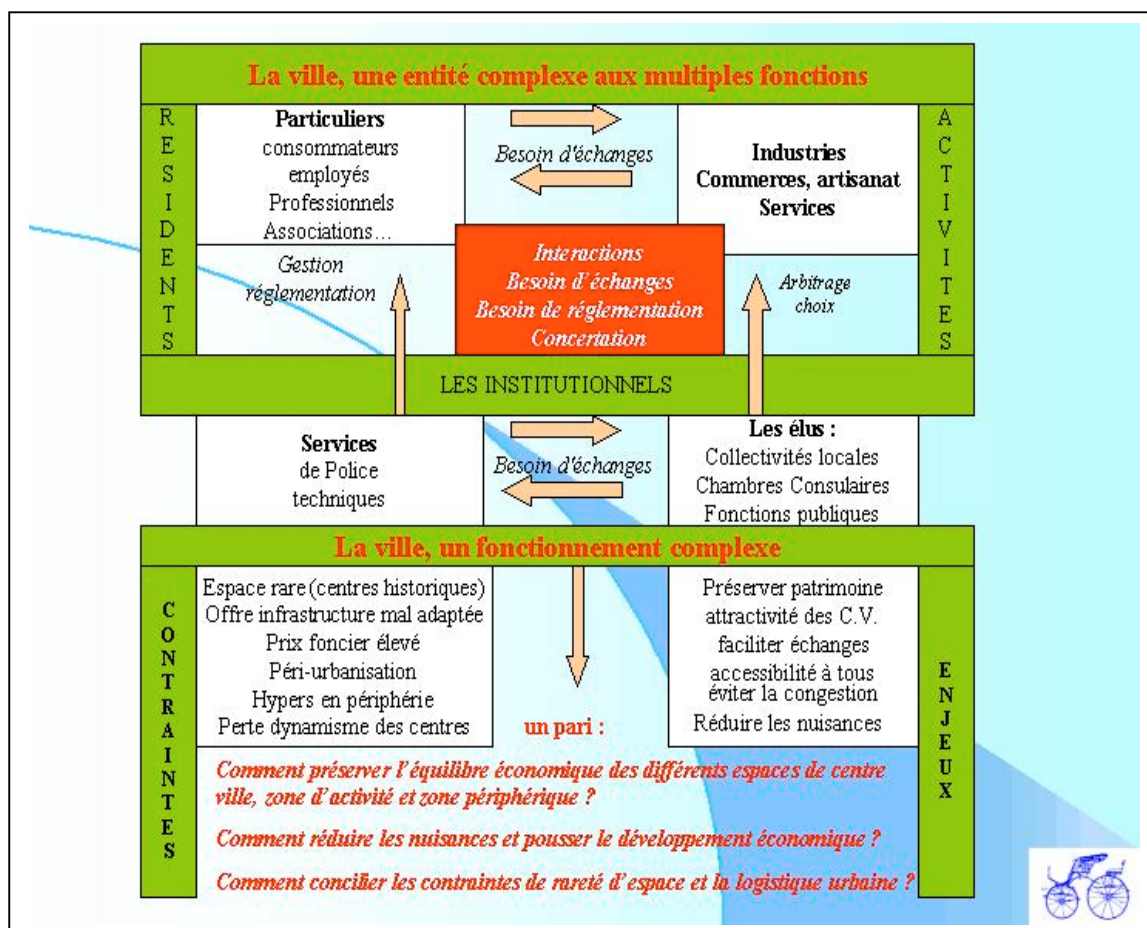 La ville, une entité complexe aux multiples fonctions
RESIDENTS
Particuliers
consommateurs
employés
Professionnels
Associations...
Besoin d'échanges
Industries
Commerces, artisanat
Services
ACTIVITES
Gestion
réglementation
Interactions
Besoin d'échanges
Besoin de réglementation
Concertation
Arbitrage
choix
LES INSTITUTIONNELS
Services
de Police
techniques
Besoin d'échanges
Les élus :
Collectivités locales
Chambres Consulaires
Fonctions publiques
La ville, un fonctionnement complexe
CONTRAINTES
Espace rare (centres historiques)
Offre infrastructure mal adaptée
Prix foncier élevé
Péri-urbanisation
Hypers en périphérie
Perte dynamisme des centres
un pari :
Préserver patrimoine
attractivité des C.V.
faciliter échanges
accessibilité à tous
éviter la congestion
Réduire les nuisances
ENJEUX
Comment préserver l'équilibre économique des différents espaces de centre
ville, zone d'activité et zone périphérique ?
Comment réduire les nuisances et pousser le développement économique ?
Comment concilier les contraintes de rareté d'espace et la logistique urbaine ?